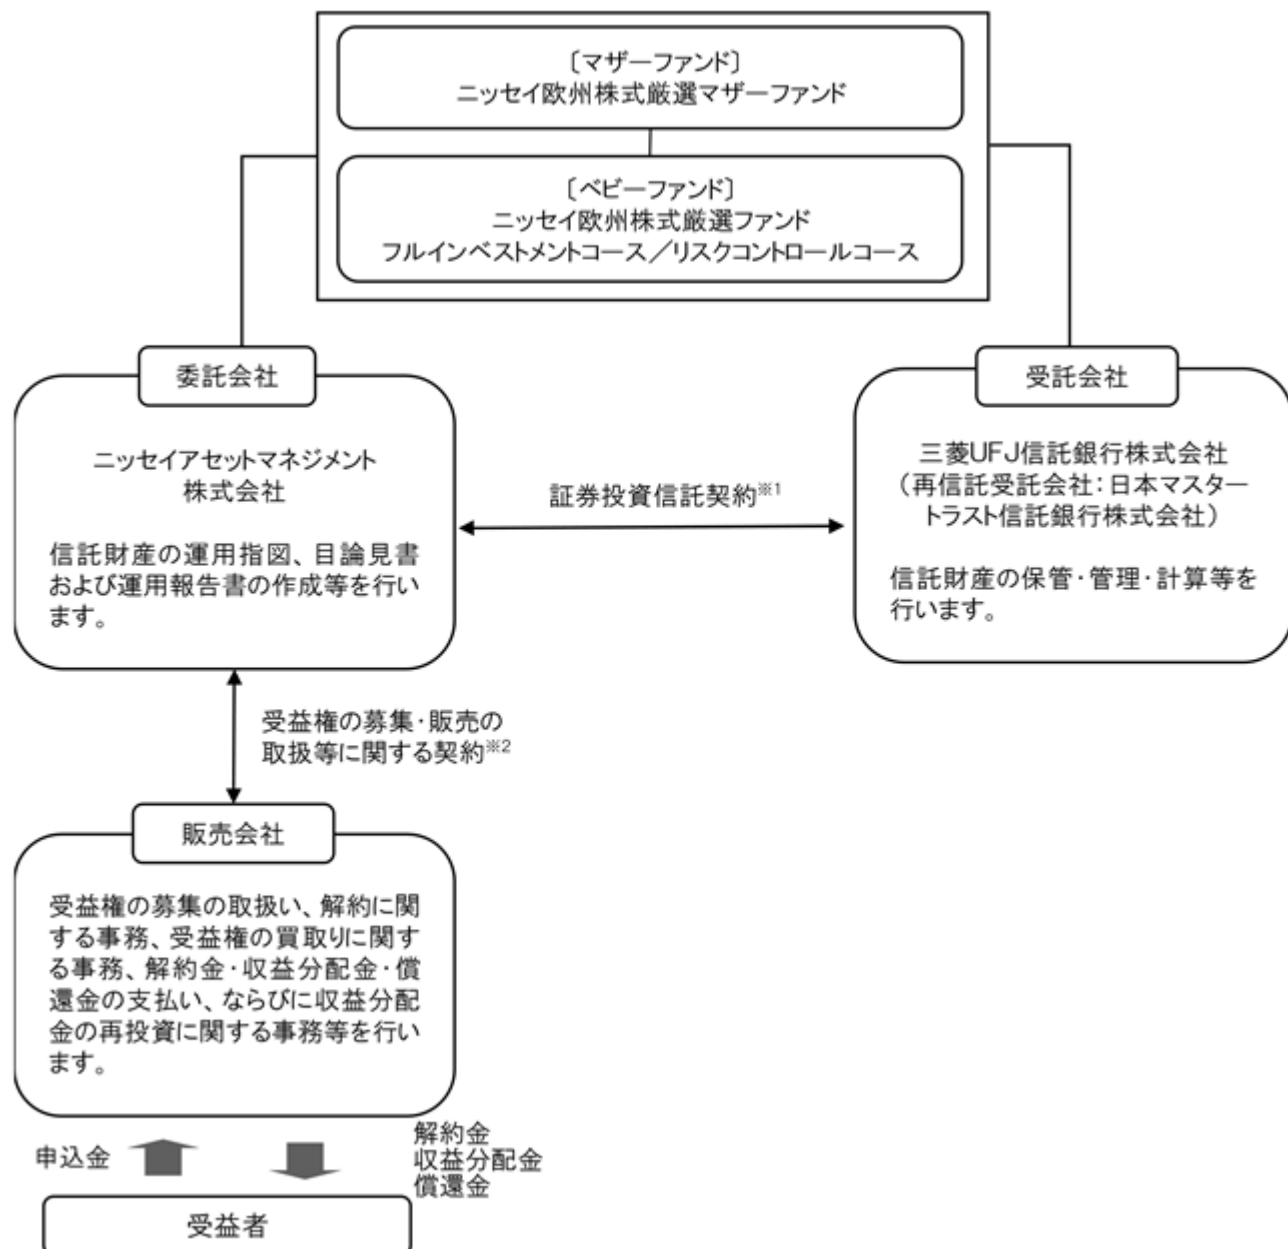 〔マザーファンド〕
ニッセイ欧州株式厳選マザーファンド
〔ベビーファンド〕
ニッセイ欧州株式厳選ファンド
フルインベストメントコース／リスクコントロールコース
委託会社
ニッセイアセットマネジメント
株式会社
信託財産の運用指図、目論見書
および運用報告書の作成等を行い
ます。
証券投資信託契約※1
受託会社
三菱UFJ信託銀行株式会社
（再信託受託会社：日本マスター
トラスト信託銀行株式会社）
信託財産の保管・管理・計算等を
行います。
受益権の募集・販売の
取扱等に関する契約※2
販売会社
受益権の募集の取扱い、解約に関
する事務、受益権の買取りに関す
る事務、解約金・収益分配金・償
還金の支払い、ならびに収益分配
金の再投資に関する事務等を行い
ます。
申込金
解約金
収益分配金
償還金
受益者